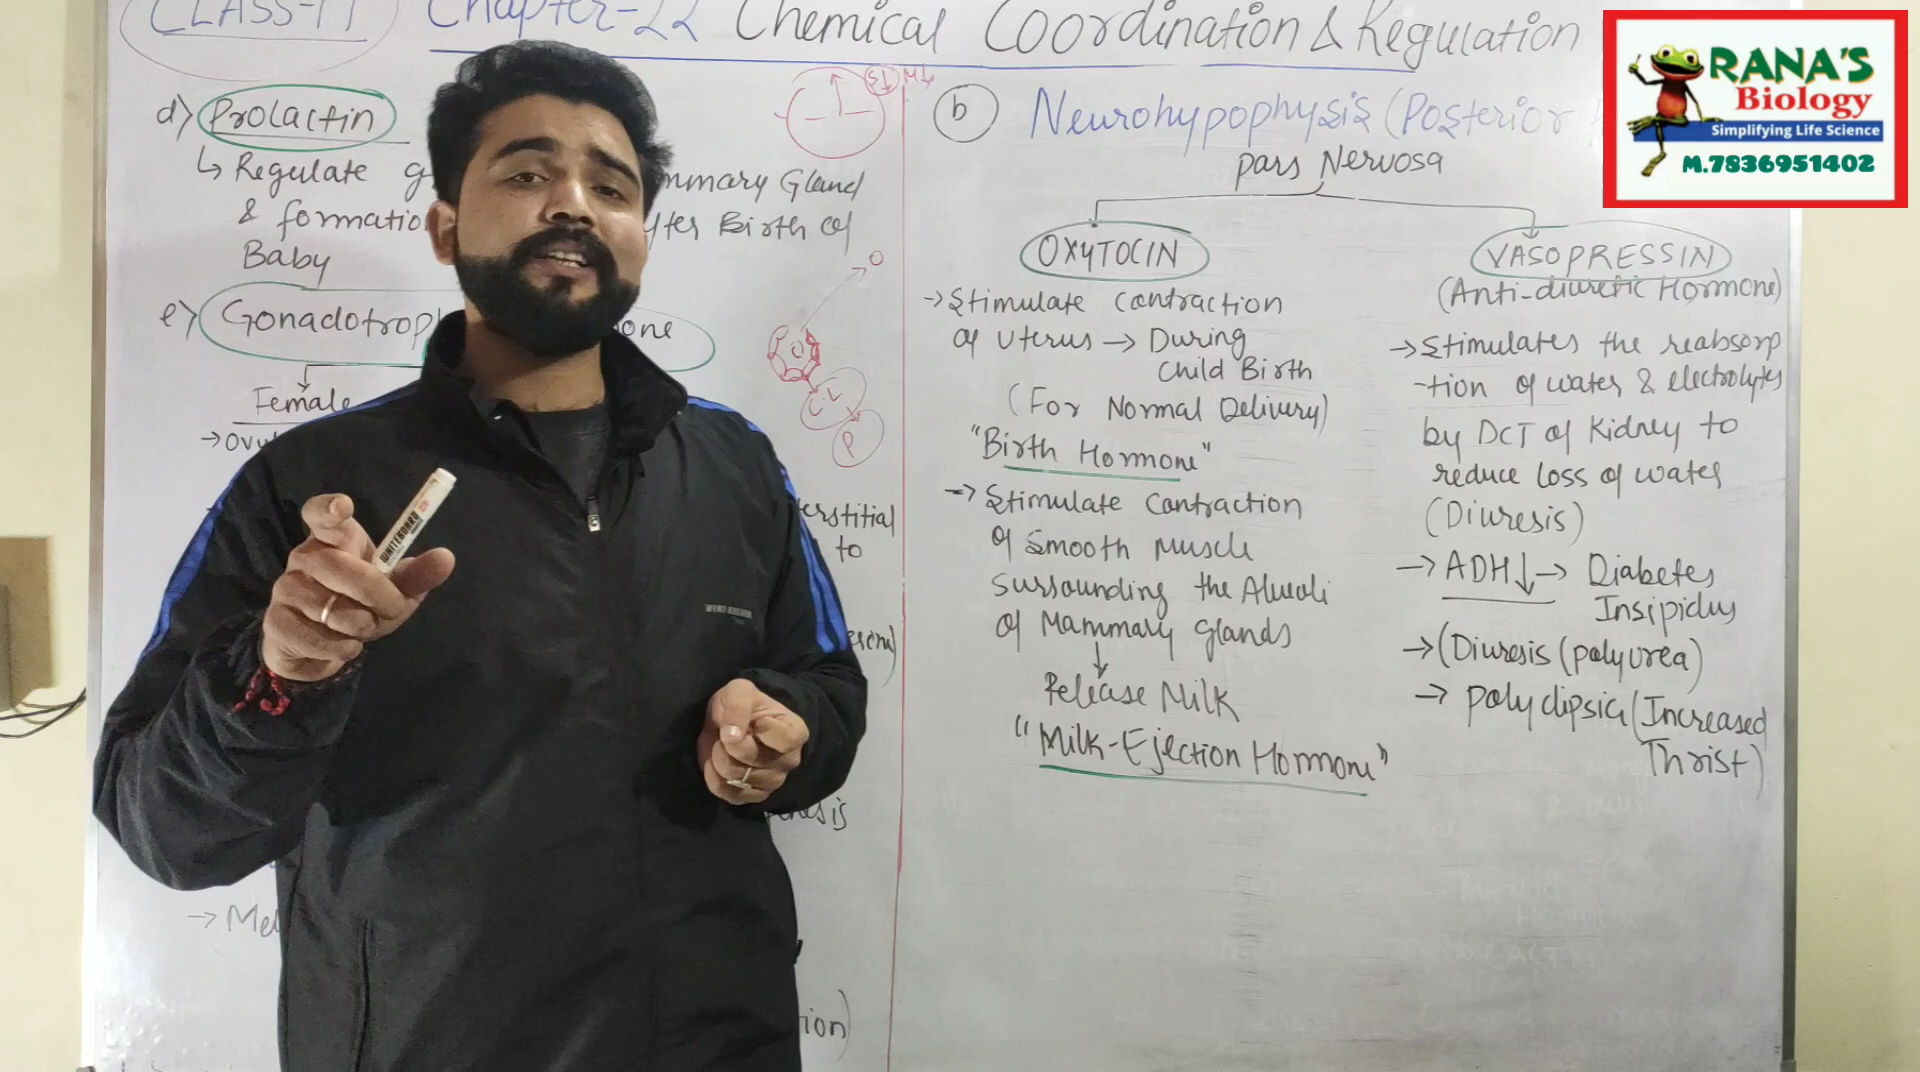 CLASS-11 Chapter-22 Chemical Coordination & Regulation
RANA'S
Biology
Simplifying Life Science
M.7836951402
d) Prolactin
↳ Regulate
mmary Gland
& formatio
fter Birth of
Baby
e) Gonadotrop
one
Female
→ovu
erstitial
to
nesis
→Me
ion)
S↓ M↓
O
C.L
P
b Neurohypophysis (Posterior
pars Nervosa
OXYTOCIN
→Stimulate contraction
of uterus → During
child Birth
(For Normal Delivery)
"Birth Hormone"
→Stimulate contraction
of smooth muscle
surrounding the Alveoli
of Mammary glands
↓
Release Milk
"Milk-Ejection Hormone"
VASOPRESSIN
(Anti-diuretic Hormone)
→Stimulates the reabsorp
-tion of water & electrolytes
by DCT of Kidney to
reduce loss of water
(Diuresis)
→ ADH↓→ Diabetes
Insipidus
→(Diuresis (polyurea)
→ polydipsia (Increased
Thrist)